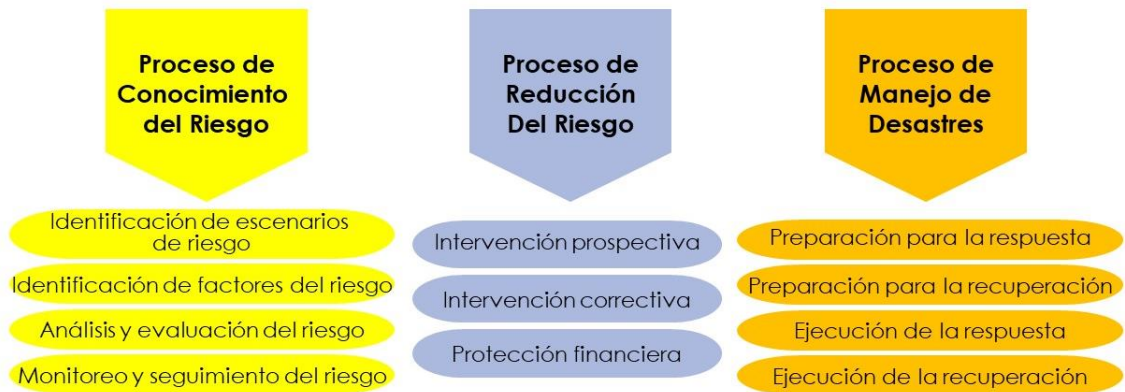 Proceso de
Conocimiento
del Riesgo
Identificación de escenarios
de riesgo
Identificación de factores del riesgo
Análisis y evaluación del riesgo
Monitoreo y seguimiento del riesgo
Proceso de
Reducción
Del Riesgo
Intervención prospectiva
Intervención correctiva
Protección financiera
Proceso de
Manejo de
Desastres
Preparación para la respuesta
Preparación para la recuperación
Ejecución de la respuesta
Ejecución de la recuperación